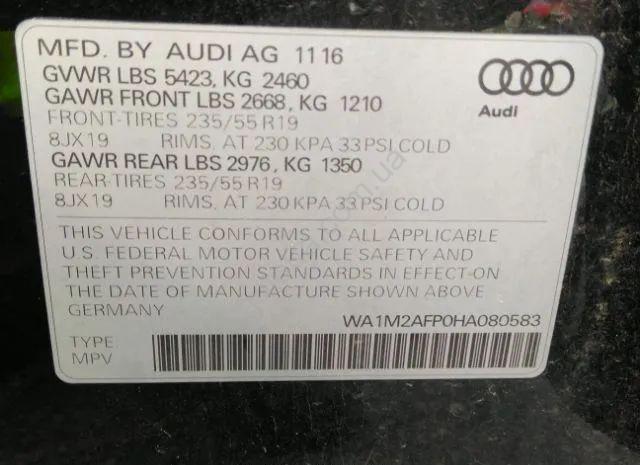 MFD. BY AUDI AG 11 16
GVWR LBS 5423, KG 2460
GAWR FRONT LBS 2668, KG 1210
FRONT-TIRES 235/55 R19
8JX19 RIMS, AT 230 KPA 33 PSI COLD
GAWR REAR LBS 2976, KG 1350
REAR-TIRES 235/55 R19
8JX19 RIMS, AT 230 KPA 33 PSI COLD
Audi
THIS VEHICLE CONFORMS TO ALL APPLICABLE
U.S. FEDERAL MOTOR VEHICLE SAFETY AND
THEFT PREVENTION STANDARDS IN EFFECT-ON
THE DATE OF MANUFACTURE SHOWN ABOVE
GERMANY
WA1M2AFP0HA080583
TYPE
MPV